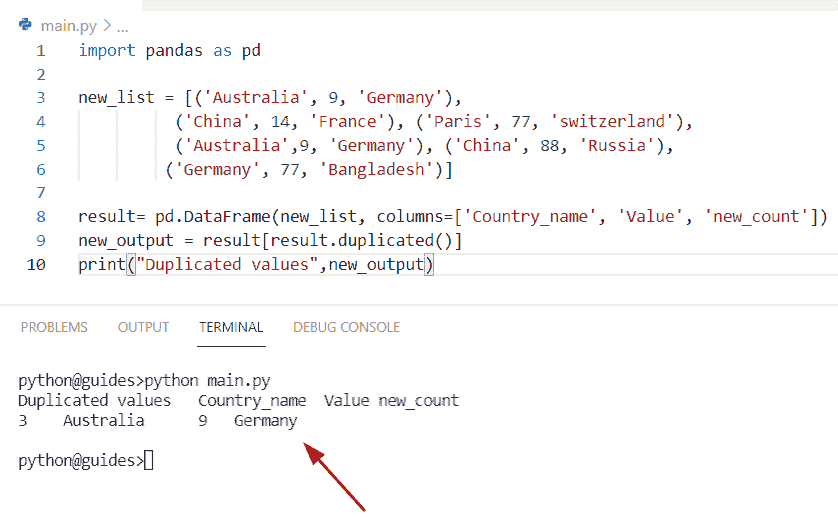 main.py > ...
1 import pandas as pd
2
3 new_list = [('Australia', 9, 'Germany'),
4 ('China', 14, 'France'), ('Paris', 77, 'switzerland'),
5 ('Australia',9, 'Germany'), ('China', 88, 'Russia'),
6 ('Germany', 77, 'Bangladesh')]
7
8 result= pd.DataFrame(new_list, columns=['Country_name', 'Value', 'new_count'])
9 new_output = result[result.duplicated()]
10 print("Duplicated values",new_output)
PROBLEMS OUTPUT TERMINAL DEBUG CONSOLE
python@guides>python main.py
Duplicated values   Country_name  Value new_count
3    Australia      9   Germany
python@guides>